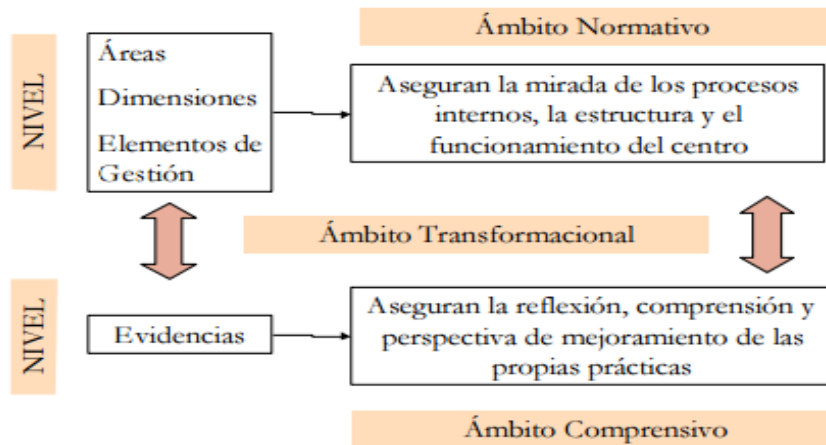 Ámbito Normativo
NIVEL
Áreas
Dimensiones
Elementos de
Gestión
Aseguran la mirada de los procesos
internos, la estructura y el
funcionamiento del centro
Ámbito Transformacional
NIVEL
Evidencias
Aseguran la reflexión, comprensión y
perspectiva de mejoramiento de las
propias prácticas
Ámbito Comprensivo